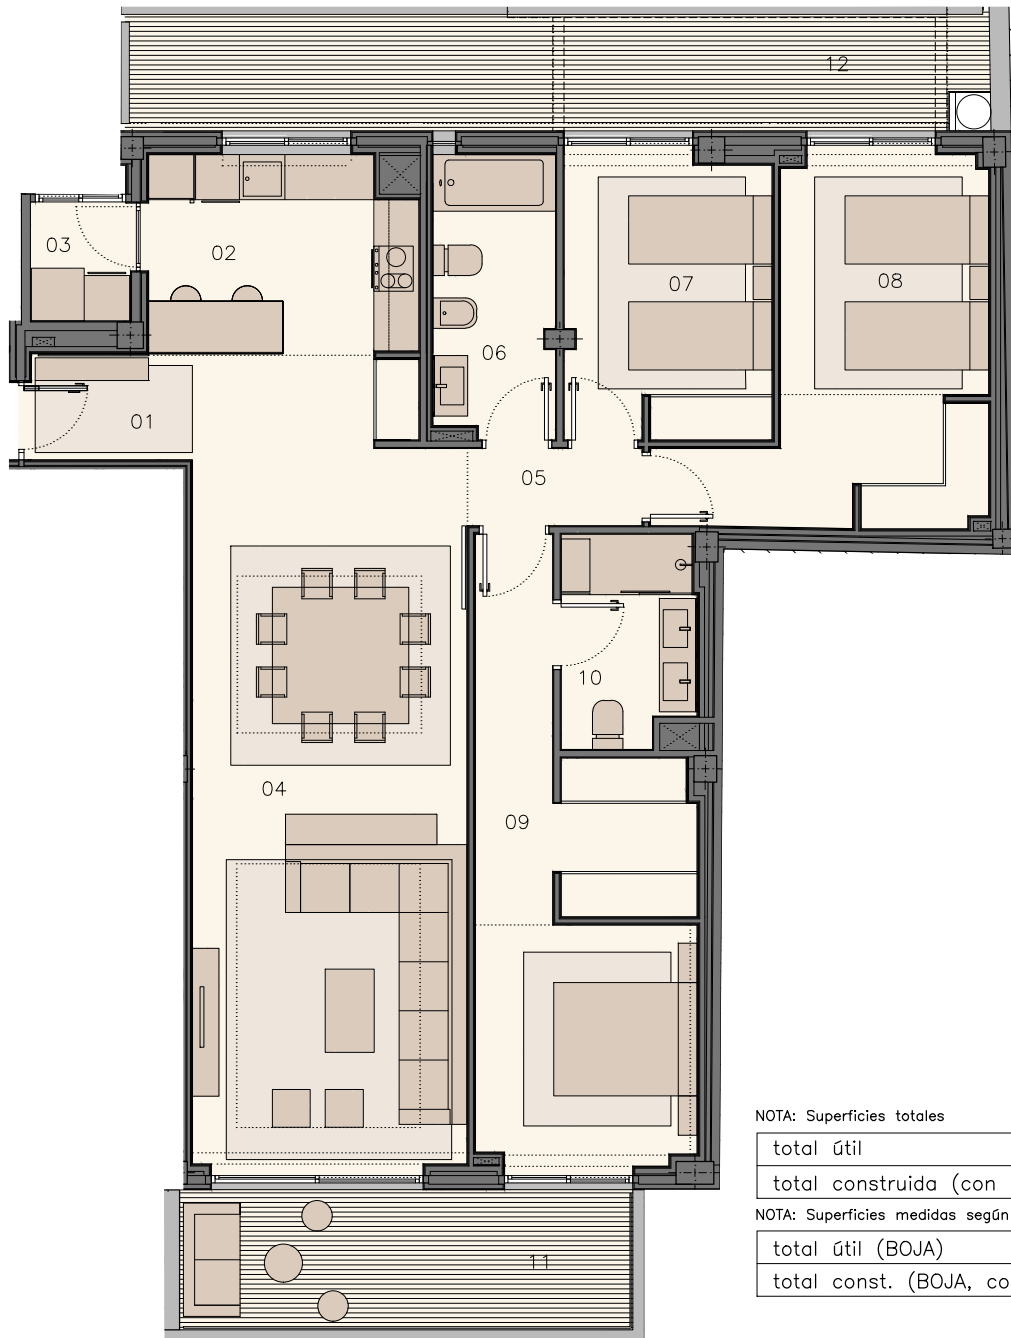 12
03
02
07
08
06
01
05
10
04
09
NOTA: Superficies totales
total útil
total construida (con
NOTA: Superficies medidas según
total útil (BOJA)
total const. (BOJA, co
11